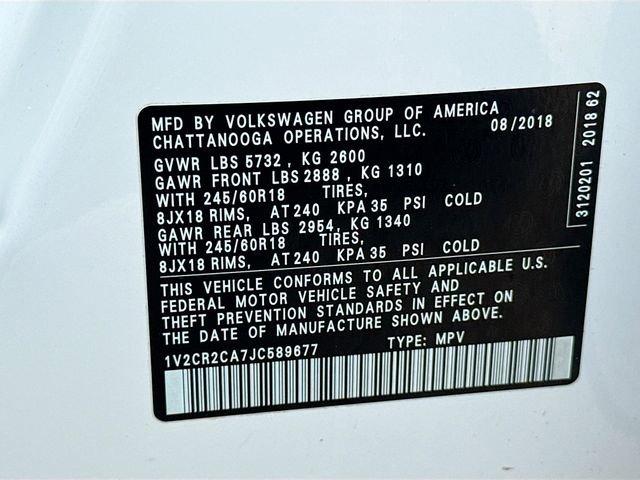 MFD BY VOLKSWAGEN GROUP OF AMERICA
CHATTANOOGA OPERATIONS, LLC. 08/2018
GVWR LBS 5732 , KG 2600
GAWR FRONT LBS 2888 , KG 1310
WITH 245/60R18 TIRES,
8JX18 RIMS, AT 240 KPA 35 PSI COLD
GAWR REAR LBS 2954, KG 1340
WITH 245/60R18 TIRES,
8JX18 RIMS, AT 240 KPA 35 PSI COLD
THIS VEHICLE CONFORMS TO ALL APPLICABLE U.S.
FEDERAL MOTOR VEHICLE SAFETY AND
THEFT PREVENTION STANDARDS IN EFFECT ON
THE DATE OF MANUFACTURE SHOWN ABOVE.
1V2CR2CA7JC589677 TYPE: MPV
3120201 2018 62